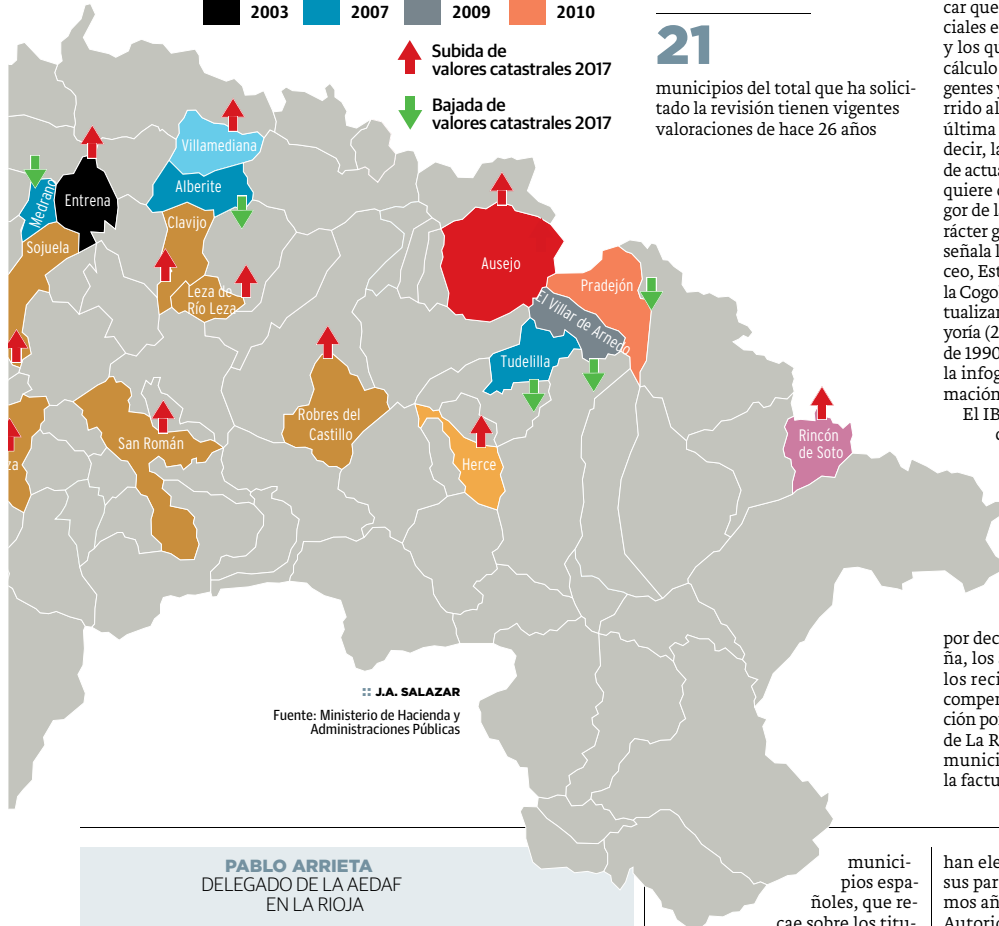 2003
2007
2009
2010
Subida de
valores catastrales 2017
Bajada de
valores catastrales 2017
21
municipios del total que ha solici-
tado la revisión tienen vigentes
valoraciones de hace 26 años
Villamediana
Alberite
Medrano
Entrena
Sojuela
Clavijo
Leza de
Río Leza
Ausejo
Pradejón
El Villar de Arnedo
Tudelilla
Robres del
Castillo
San Román
za
Herce
Rincón
de Soto
:: J.A. SALAZAR
Fuente: Ministerio de Hacienda y
Administraciones Públicas
PABLO ARRIETA
DELEGADO DE LA AEDAF
EN LA RIOJA
munici-
pios espa-
ñoles, que re-
cae sobre los titu-
car que
ciales e
y los qu
cálculo
gentes y
rrido al
última
decir, la
de actua
quiere d
gor de l
rácter g
señala l
ceo, Est
la Cogo
tualizar
yoría (2
de 1990
la infog
mación
El IB
por dec
ña, los
los reci
comper
ción por
de La R
munici
la factu
han ele
sus par
mos añ
Autorid